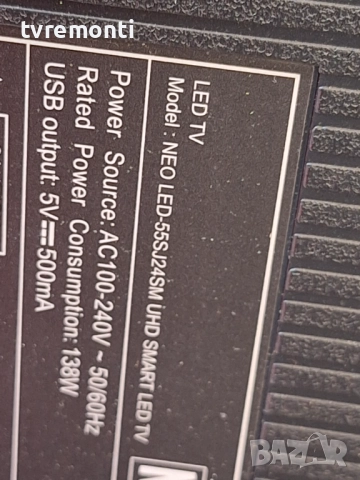 tvremonti
LED TV
Model : NEO LED-55SJ24SM UHD SMART LED TV
Power Source: AC100-240V ~ 50/60Hz
Rated Power Consumption: 138W
USB output: 5V⎓500mA
BAZAR